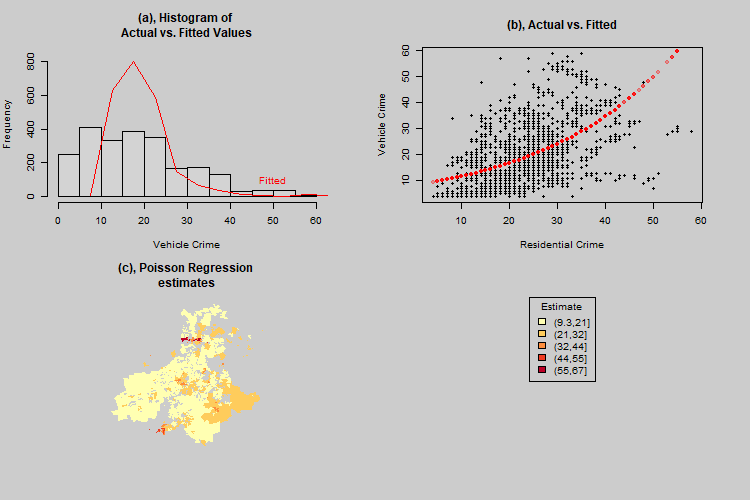 (a), Histogram of
Actual vs. Fitted Values
Frequency
0 200 400 600 800
Fitted
0 10 20 30 40 50 60
Vehicle Crime
(b), Actual vs. Fitted
Vehicle Crime
10 20 30 40 50 60
10 20 30 40 50 60
Residential Crime
(c), Poisson Regression
estimates
Estimate
(9.3,21]
(21,32]
(32,44]
(44,55]
(55,67]